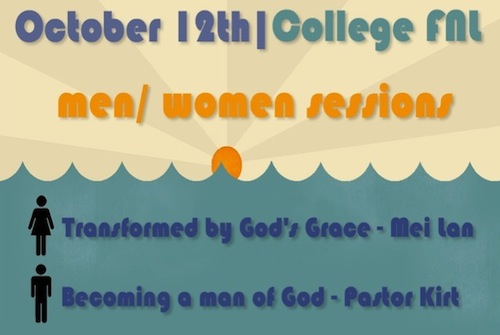 October 12th|College FNL
men/ women sessions
Transformed by God's Grace - Mei Lan
Becoming a man of God - Pastor Kirt